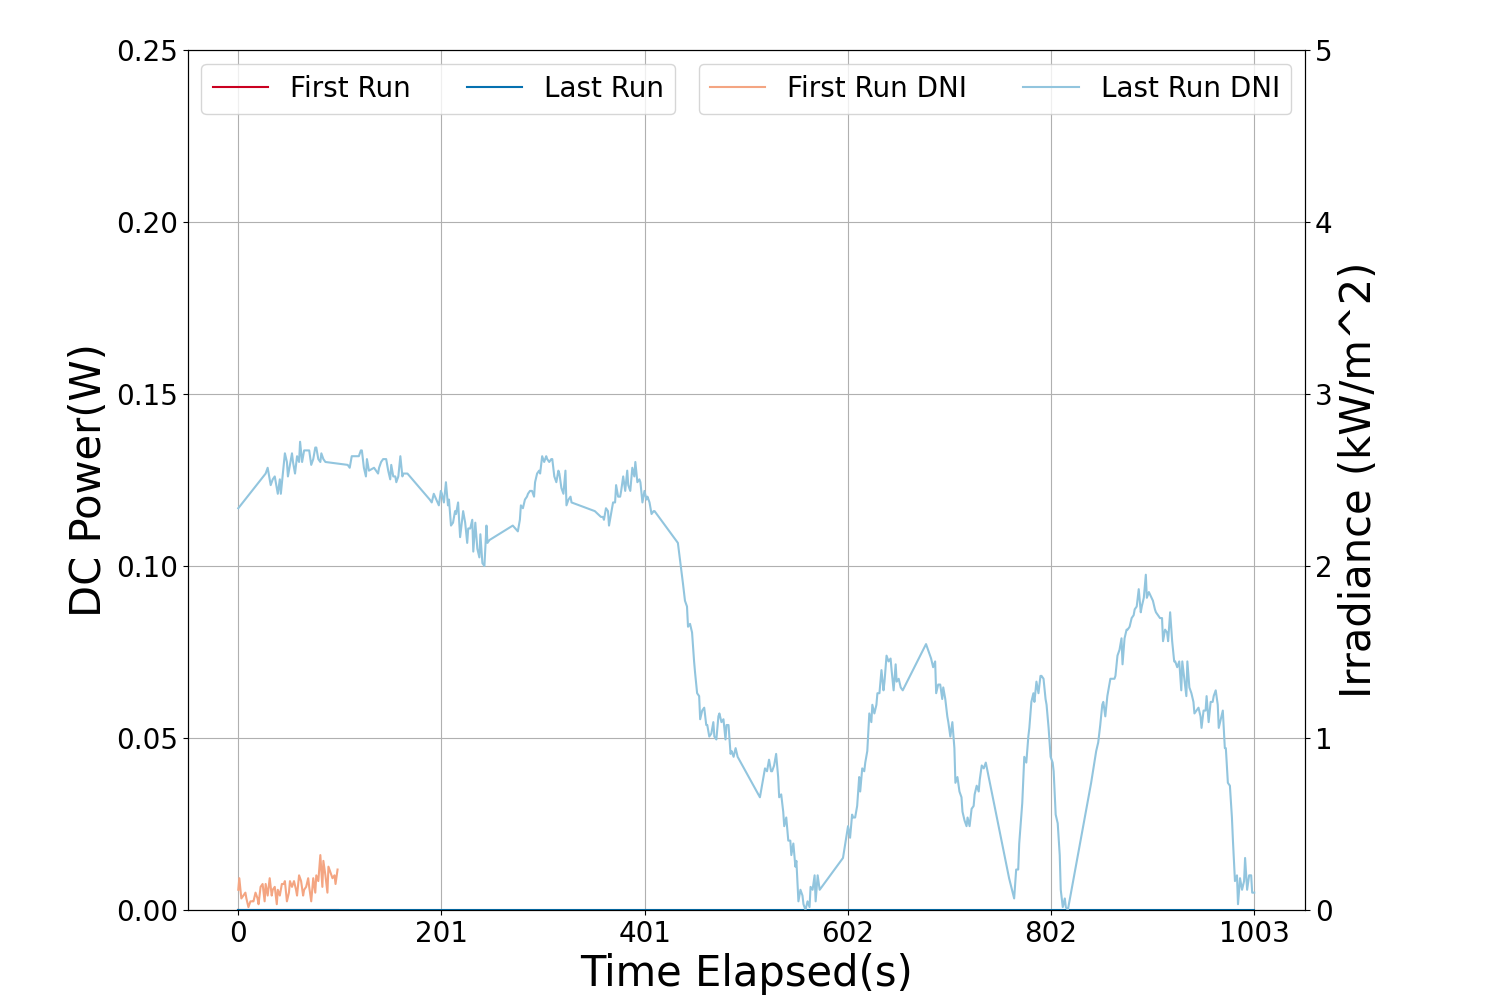 First Run
Last Run
First Run DNI
Last Run DNI
0.25
0.20
0.15
0.10
0.05
0.00
DC Power(W)
5
4
3
2
1
0
Irradiance (kW/m^2)
0 201 401 602 802 1003
Time Elapsed(s)